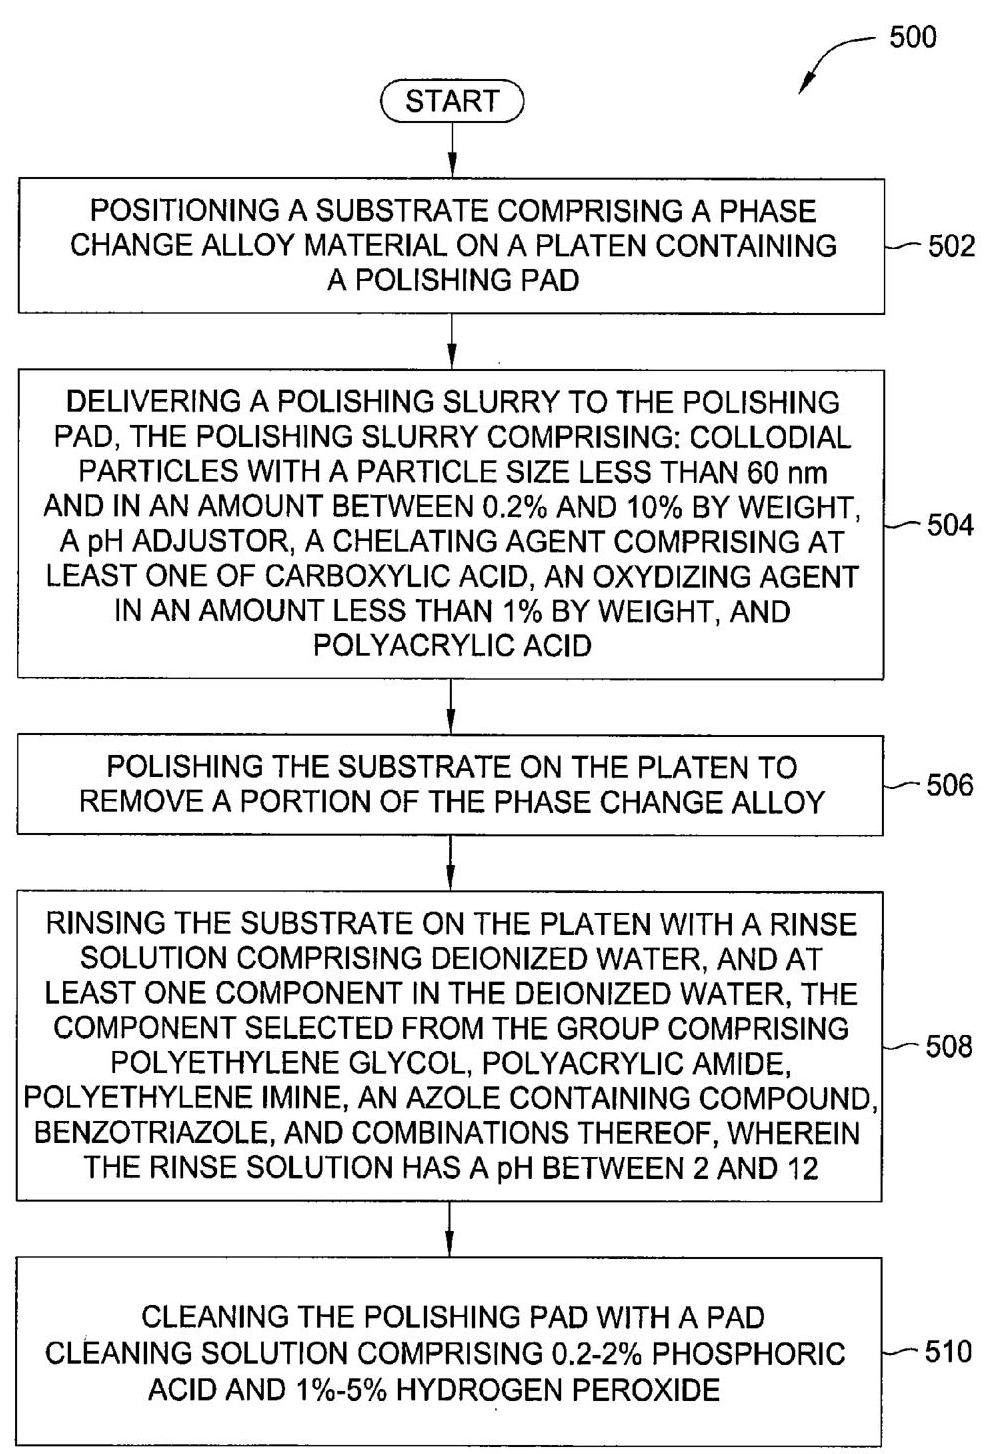 500
START
POSITIONING A SUBSTRATE COMPRISING A PHASE
CHANGE ALLOY MATERIAL ON A PLATEN CONTAINING
A POLISHING PAD
502
DELIVERING A POLISHING SLURRY TO THE POLISHING
PAD, THE POLISHING SLURRY COMPRISING: COLLODIAL
PARTICLES WITH A PARTICLE SIZE LESS THAN 60 nm
AND IN AN AMOUNT BETWEEN 0.2% AND 10% BY WEIGHT,
A pH ADJUSTOR, A CHELATING AGENT COMPRISING AT
LEAST ONE OF CARBOXYLIC ACID, AN OXYDIZING AGENT
IN AN AMOUNT LESS THAN 1% BY WEIGHT, AND
POLYACRYLIC ACID
504
POLISHING THE SUBSTRATE ON THE PLATEN TO
REMOVE A PORTION OF THE PHASE CHANGE ALLOY
506
RINSING THE SUBSTRATE ON THE PLATEN WITH A RINSE
SOLUTION COMPRISING DEIONIZED WATER, AND AT
LEAST ONE COMPONENT IN THE DEIONIZED WATER, THE
COMPONENT SELECTED FROM THE GROUP COMPRISING
POLYETHYLENE GLYCOL, POLYACRYLIC AMIDE,
POLYETHYLENE IMINE, AN AZOLE CONTAINING COMPOUND,
BENZOTRIAZOLE, AND COMBINATIONS THEREOF, WHEREIN
THE RINSE SOLUTION HAS A pH BETWEEN 2 AND 12
508
CLEANING THE POLISHING PAD WITH A PAD
CLEANING SOLUTION COMPRISING 0.2-2% PHOSPHORIC
ACID AND 1%-5% HYDROGEN PEROXIDE
510